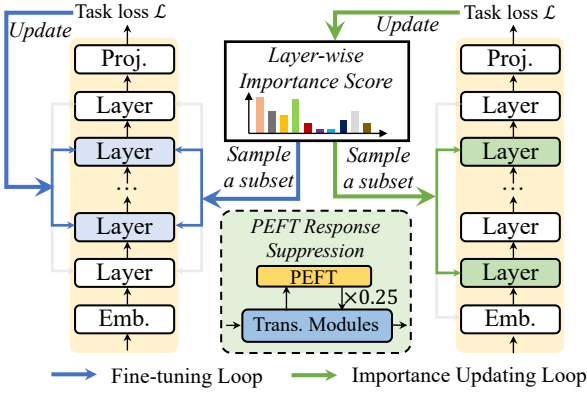 Task loss ℒ
Update
Proj.
Layer
Layer
...
Layer
Layer
Emb.
Layer-wise
Importance Score
Sample
a subset
Sample
a subset
PEFT Response
Suppression
PEFT
×0.25
Trans. Modules
Update
Task loss ℒ
Proj.
Layer
Layer
...
Layer
Layer
Emb.
Fine-tuning Loop
Importance Updating Loop